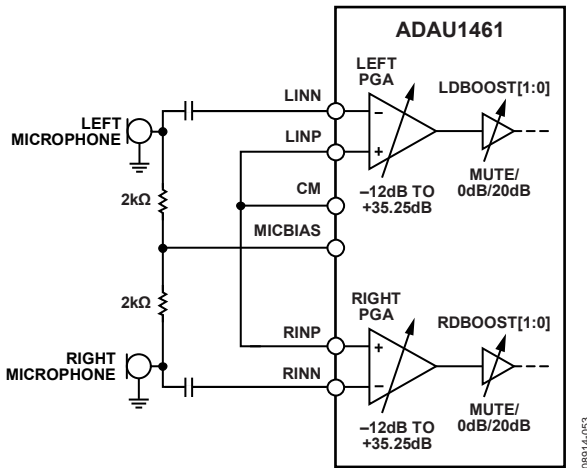 ADAU1461
LEFT
PGA
LDBOOST[1:0]
LINN
LEFT
MICROPHONE
LINP
MUTE/
0dB/20dB
CM
–12dB TO
+35.25dB
2kΩ
MICBIAS
2kΩ
RIGHT
PGA
RDBOOST[1:0]
RINP
RIGHT
MICROPHONE
RINN
MUTE/
0dB/20dB
–12dB TO
+35.25dB
08914-053